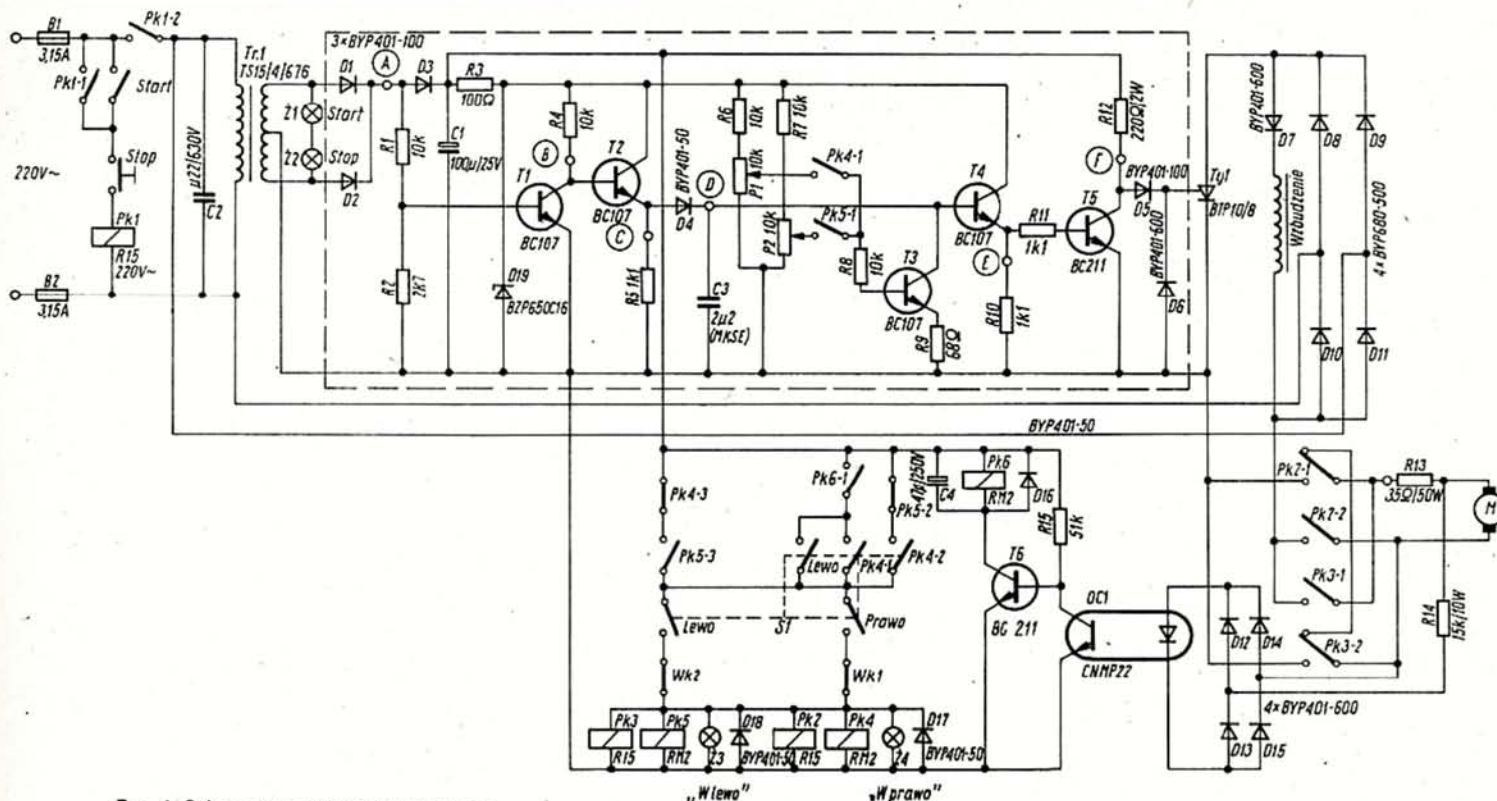 B1
3,15A
Pk1-2
Pk1-1
Start
Stop
220V~
Pk1
R15
220V~
B2
3,15A
µ22/630V
C2
Tr.1
TS15/4/676
Ż1
Start
Ż2
Stop
3×BYP401-100
D1
A
D3
D2
R1
10k
R2
2k7
R3
100Ω
C1
100µ/25V
D19
BZP650C16
R4
10k
B
T1
BC107
T2
BC107
C
R5 1k1
BYP401-50
D4
D
C3
2µ2
(MKSE)
R6
10k
R7 10k
P1 10k
P2 10k
Pk4-1
Pk5-1
R8
10k
T3
BC107
R9
68Ω
T4
BC107
E
R10
1k1
R11
1k1
T5
BC211
R12
220Ω/2W
F
BYP401-100
D5
BYP401-600
D6
Ty1
BTP10/8
BYP401-600
D7
D8
D9
Wzbudzenie
4×BYP680-500
D10
D11
BYP401-50
Pk4-3
Pk5-3
Lewo
Wk2
Pk6-1
Pk5-2
Lewo
Pk4-1
Pk4-2
S1
Prawo
Wk1
47µ/250V
C4
Pk6
RM2
D16
R15
51k
T6
BC 211
OC1
CNMP22
Pk2-1
Pk2-2
Pk3-1
Pk3-2
R13
35Ω/50W
M
R14
15k/10W
D12
D14
4×BYP401-600
D13
D15
Pk3
R15
Pk5
RM2
Ż3
D18
BYP401-50
Pk2
R15
Pk4
RM2
Ż4
D17
BYP401-50
„W lewo"
„W prawo"